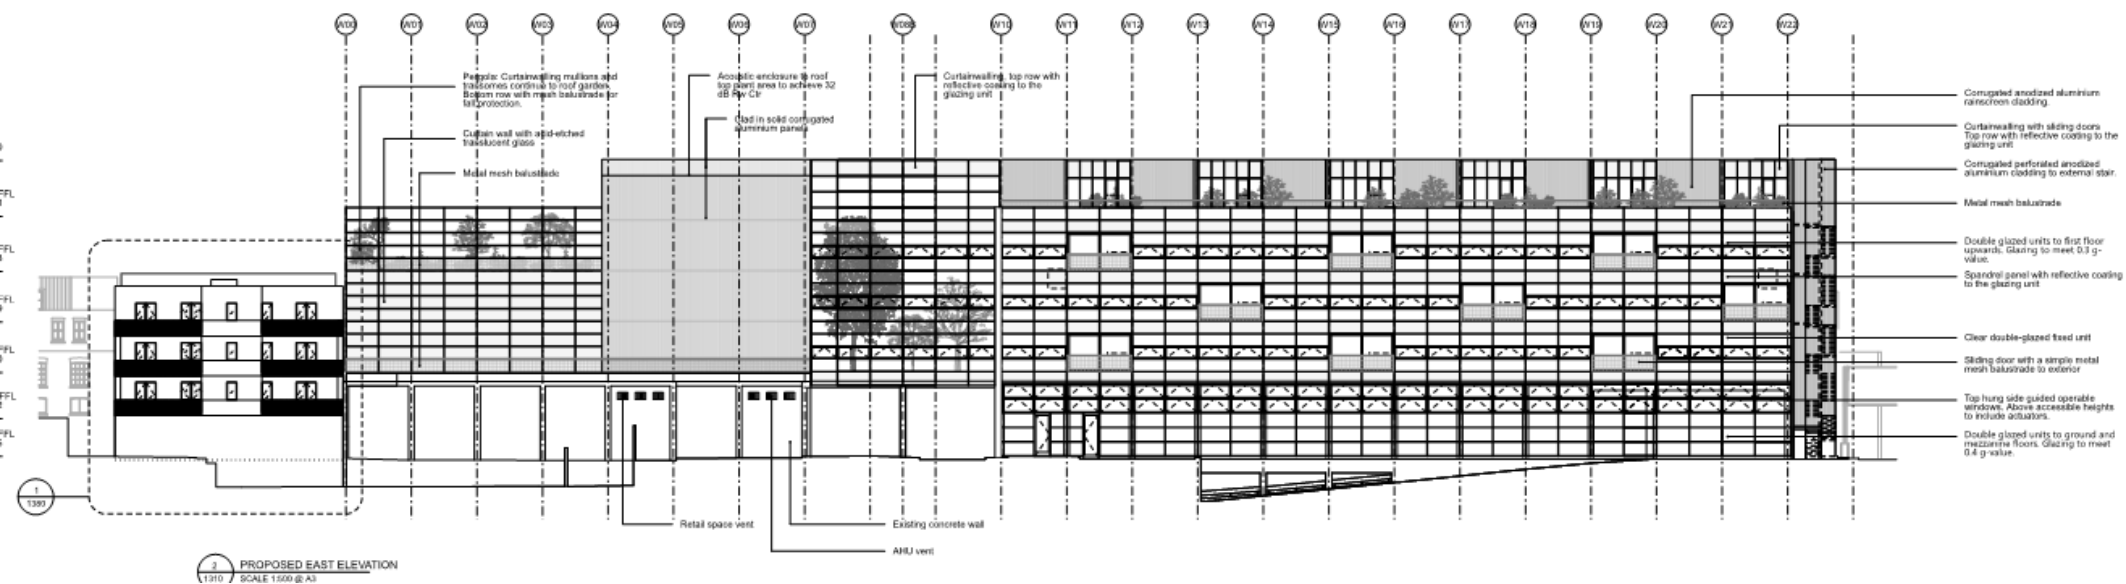 W00 W01 W02 W03 W04 W05 W06 W07 W08B W10 W11 W12 W13 W14 W15 W16 W17 W18 W19 W20 W21 W22
Pergola: Curtainwalling mullions and
transomes continue to roof garden.
Bottom row with mesh balustrade for
fall protection.
Curtain wall with acid-etched
translucent glass
Metal mesh balustrade
Acoustic enclosure to roof
top plant area to achieve 32
dB Rw Ctr
Clad in solid corrugated
aluminium panels
Curtainwalling, top row with
reflective coating to the
glazing unit
Corrugated anodized aluminium
rainscreen cladding.
Curtainwalling with sliding doors
Top row with reflective coating to the
glazing unit
Corrugated perforated anodized
aluminium cladding to external stair.
Metal mesh balustrade
Double glazed units to first floor
upwards. Glazing to meet 0.3 g-
value.
Spandrel panel with reflective coating
to the glazing unit
Clear double-glazed fixed unit
Sliding door with a simple metal
mesh balustrade to exterior
Top hung side guided operable
windows. Above accessible heights
to include actuators.
Double glazed units to ground and
mezzanine floors. Glazing to meet
0.4 g-value.
FFL
FFL
FFL
FFL
FFL
FFL
1
1380
Retail space vent
Existing concrete wall
AHU vent
2
1310
PROPOSED EAST ELEVATION
SCALE 1:500 @ A3